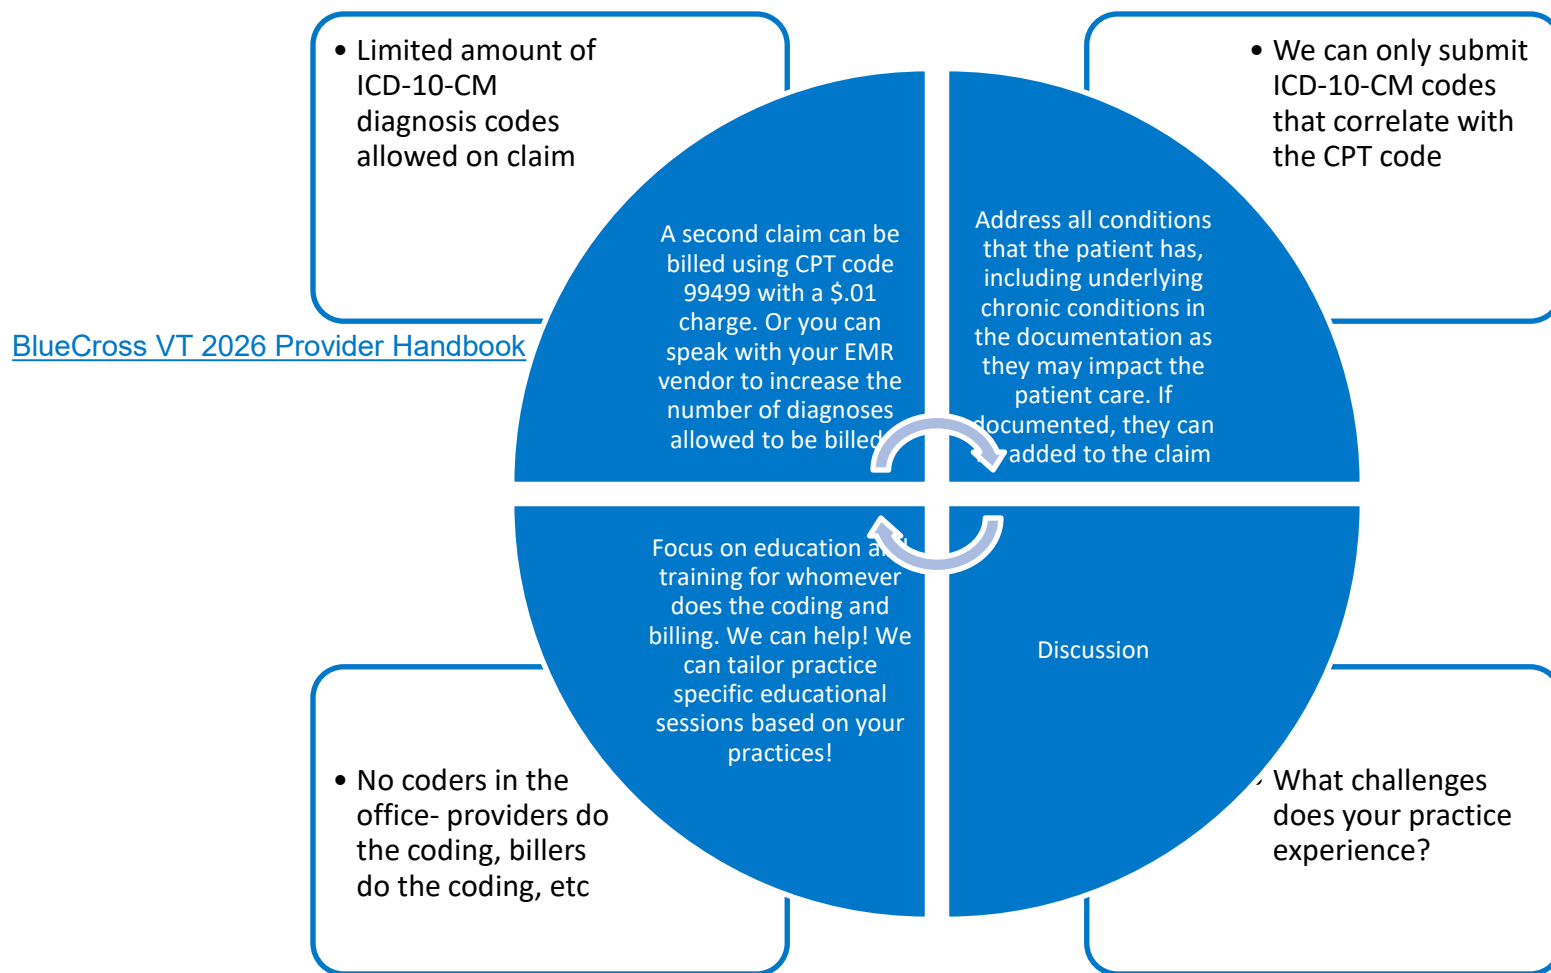 • Limited amount of
ICD-10-CM
diagnosis codes
allowed on claim
• We can only submit
ICD-10-CM codes
that correlate with
the CPT code
BlueCross VT 2026 Provider Handbook
A second claim can be
billed using CPT code
99499 with a $.01
charge. Or you can
speak with your EMR
vendor to increase the
number of diagnoses
allowed to be billed
Address all conditions
that the patient has,
including underlying
chronic conditions in
the documentation as
they may impact the
patient care. If
documented, they can
added to the claim
Focus on education and
training for whomever
does the coding and
billing. We can help! We
can tailor practice
specific educational
sessions based on your
practices!
Discussion
• No coders in the
office- providers do
the coding, billers
do the coding, etc
• What challenges
does your practice
experience?